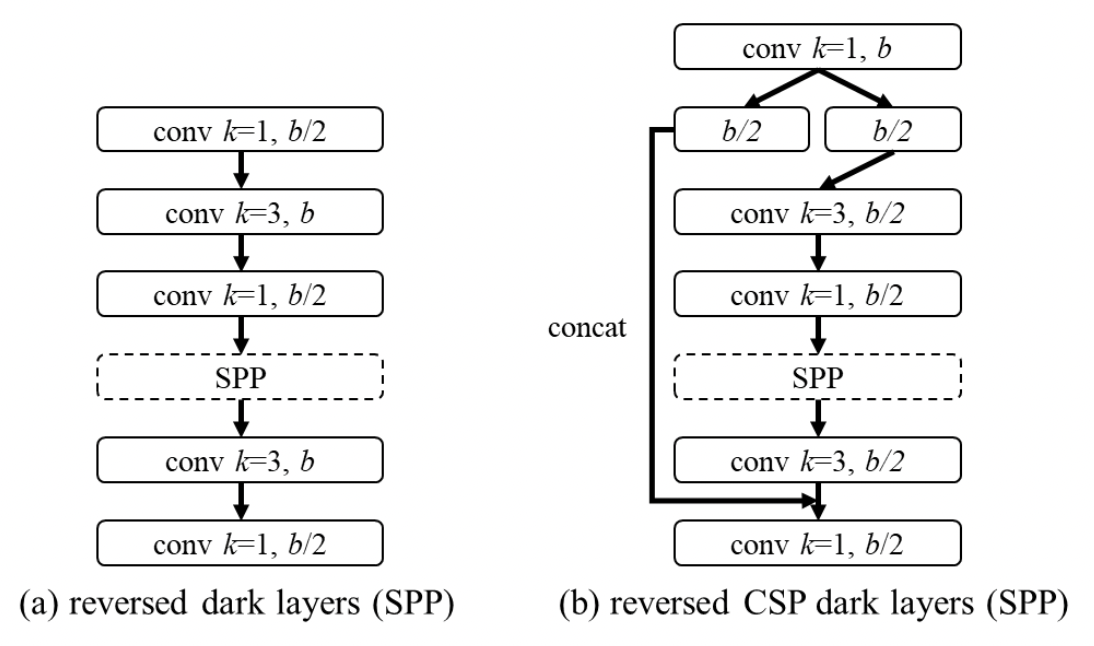 conv k=1, b/2
conv k=3, b
conv k=1, b/2
SPP
conv k=3, b
conv k=1, b/2
(a) reversed dark layers (SPP)
conv k=1, b
b/2 b/2
conv k=3, b/2
conv k=1, b/2
concat
SPP
conv k=3, b/2
conv k=1, b/2
(b) reversed CSP dark layers (SPP)